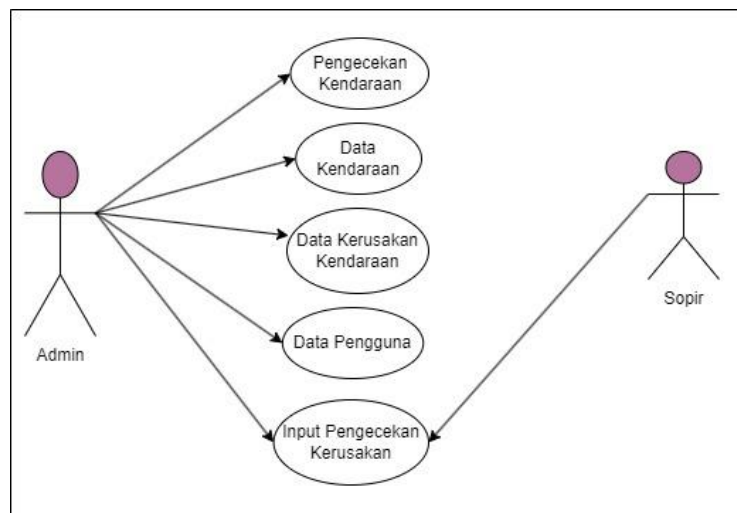 Pengecekan
Kendaraan
Data
Kendaraan
Data Kerusakan
Kendaraan
Data Pengguna
Input Pengecekan
Kerusakan
Admin
Sopir